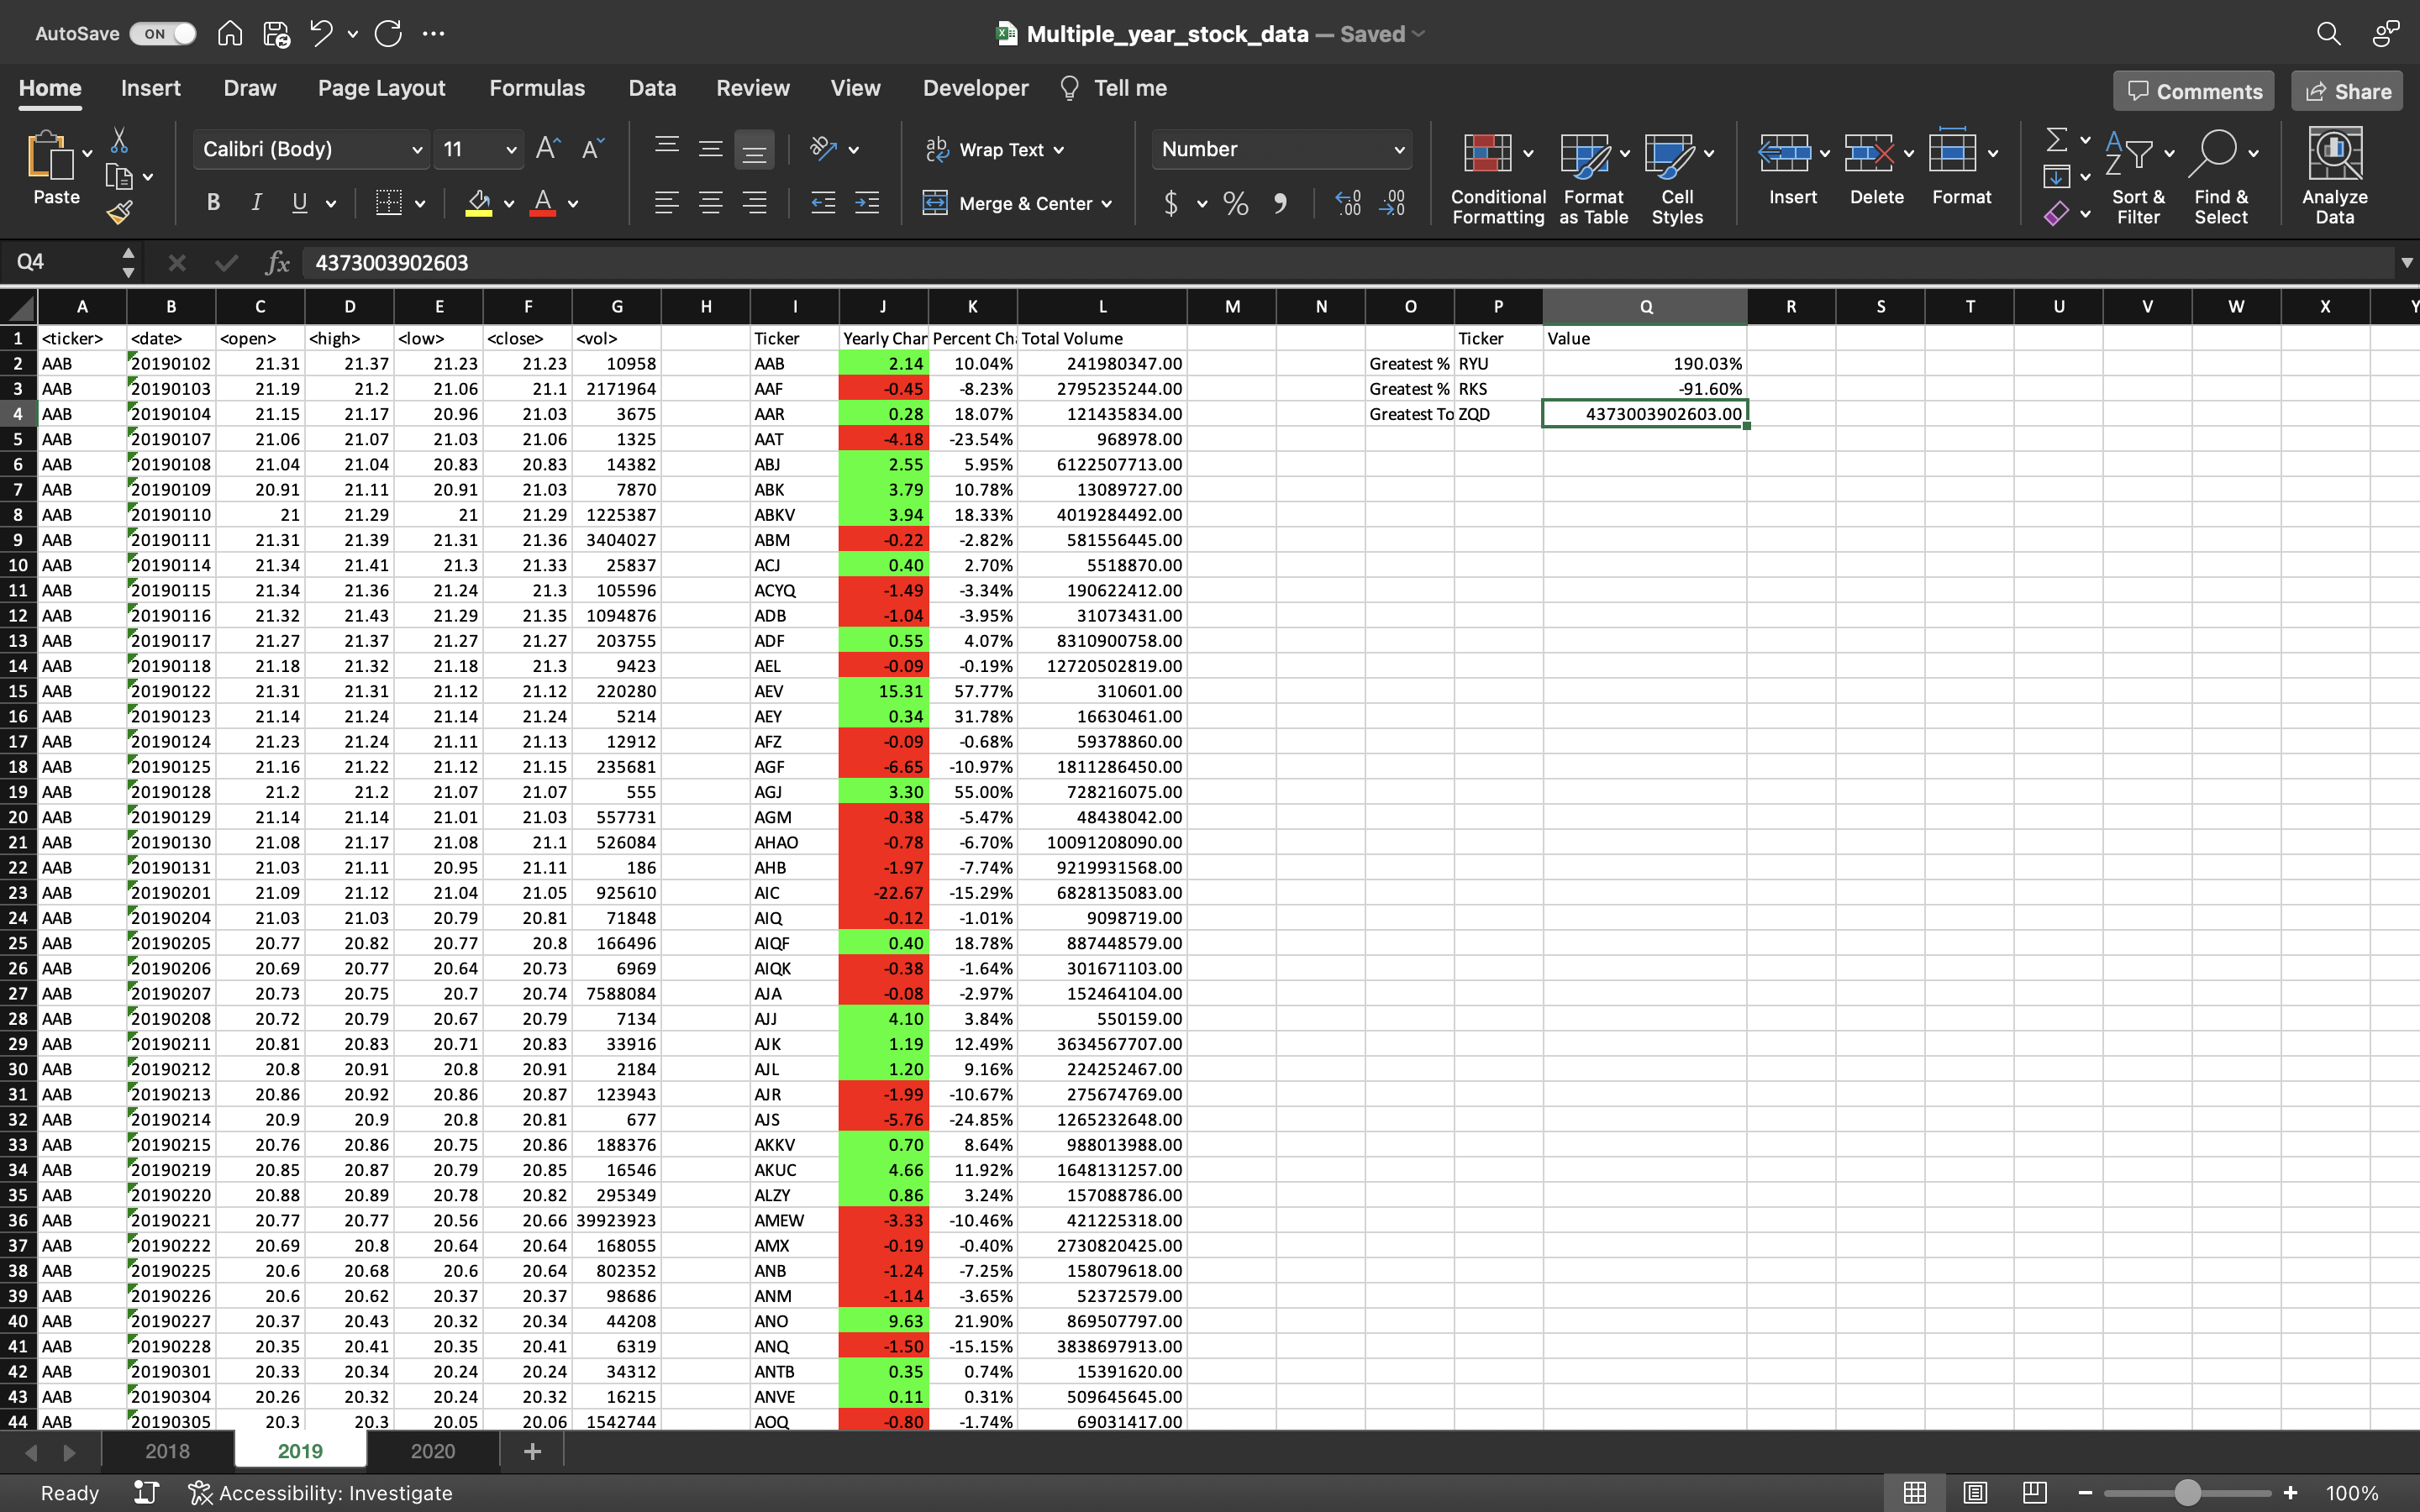 AutoSave ON Multiple_year_stock_data — Saved
Home Insert Draw Page Layout Formulas Data Review View Developer Tell me Comments Share
Paste Calibri (Body) 11 Wrap Text Number Conditional Formatting Format as Table Cell Styles Insert Delete Format Sort & Filter Find & Select Analyze Data
B I U Merge & Center $ % 9
Q4 fx 4373003902603
A B C D E F G H I J K L M N O P Q R S T U V W X Y
1 <ticker> <date> <open> <high> <low> <close> <vol> Ticker Yearly Char Percent Ch Total Volume Ticker Value
2 AAB 20190102 21.31 21.37 21.23 21.23 10958 AAB 2.14 10.04% 241980347.00 Greatest % RYU 190.03%
3 AAB 20190103 21.19 21.2 21.06 21.1 2171964 AAF -0.45 -8.23% 2795235244.00 Greatest % RKS -91.60%
4 AAB 20190104 21.15 21.17 20.96 21.03 3675 AAR 0.28 18.07% 121435834.00 Greatest To ZQD 4373003902603.00
5 AAB 20190107 21.06 21.07 21.03 21.06 1325 AAT -4.18 -23.54% 968978.00
6 AAB 20190108 21.04 21.04 20.83 20.83 14382 ABJ 2.55 5.95% 6122507713.00
7 AAB 20190109 20.91 21.11 20.91 21.03 7870 ABK 3.79 10.78% 13089727.00
8 AAB 20190110 21 21.29 21 21.29 1225387 ABKV 3.94 18.33% 4019284492.00
9 AAB 20190111 21.31 21.39 21.31 21.36 3404027 ABM -0.22 -2.82% 581556445.00
10 AAB 20190114 21.34 21.41 21.3 21.33 25837 ACJ 0.40 2.70% 5518870.00
11 AAB 20190115 21.34 21.36 21.24 21.3 105596 ACYQ -1.49 -3.34% 190622412.00
12 AAB 20190116 21.32 21.43 21.29 21.35 1094876 ADB -1.04 -3.95% 31073431.00
13 AAB 20190117 21.27 21.37 21.27 21.27 203755 ADF 0.55 4.07% 8310900758.00
14 AAB 20190118 21.18 21.32 21.18 21.3 9423 AEL -0.09 -0.19% 12720502819.00
15 AAB 20190122 21.31 21.31 21.12 21.12 220280 AEV 15.31 57.77% 310601.00
16 AAB 20190123 21.14 21.24 21.14 21.24 5214 AEY 0.34 31.78% 16630461.00
17 AAB 20190124 21.23 21.24 21.11 21.13 12912 AFZ -0.09 -0.68% 59378860.00
18 AAB 20190125 21.16 21.22 21.12 21.15 235681 AGF -6.65 -10.97% 1811286450.00
19 AAB 20190128 21.2 21.2 21.07 21.07 555 AGJ 3.30 55.00% 728216075.00
20 AAB 20190129 21.14 21.14 21.01 21.03 557731 AGM -0.38 -5.47% 48438042.00
21 AAB 20190130 21.08 21.17 21.08 21.1 526084 AHAO -0.78 -6.70% 10091208090.00
22 AAB 20190131 21.03 21.11 20.95 21.11 186 AHB -1.97 -7.74% 9219931568.00
23 AAB 20190201 21.09 21.12 21.04 21.05 925610 AIC -22.67 -15.29% 6828135083.00
24 AAB 20190204 21.03 21.03 20.79 20.81 71848 AIQ -0.12 -1.01% 9098719.00
25 AAB 20190205 20.77 20.82 20.77 20.8 166496 AIQF 0.40 18.78% 887448579.00
26 AAB 20190206 20.69 20.77 20.64 20.73 6969 AIQK -0.38 -1.64% 301671103.00
27 AAB 20190207 20.73 20.75 20.7 20.74 7588084 AJA -0.08 -2.97% 152464104.00
28 AAB 20190208 20.72 20.79 20.67 20.79 7134 AJJ 4.10 3.84% 550159.00
29 AAB 20190211 20.81 20.83 20.71 20.83 33916 AJK 1.19 12.49% 3634567707.00
30 AAB 20190212 20.8 20.91 20.8 20.91 2184 AJL 1.20 9.16% 224252467.00
31 AAB 20190213 20.86 20.92 20.86 20.87 123943 AJR -1.99 -10.67% 275674769.00
32 AAB 20190214 20.9 20.9 20.8 20.81 677 AJS -5.76 -24.85% 1265232648.00
33 AAB 20190215 20.76 20.86 20.75 20.86 188376 AKKV 0.70 8.64% 988013988.00
34 AAB 20190219 20.85 20.87 20.79 20.85 16546 AKUC 4.66 11.92% 1648131257.00
35 AAB 20190220 20.88 20.89 20.78 20.82 295349 ALZY 0.86 3.24% 157088786.00
36 AAB 20190221 20.77 20.77 20.56 20.66 39923923 AMEW -3.33 -10.46% 421225318.00
37 AAB 20190222 20.69 20.8 20.64 20.64 168055 AMX -0.19 -0.40% 2730820425.00
38 AAB 20190225 20.6 20.68 20.6 20.64 802352 ANB -1.24 -7.25% 158079618.00
39 AAB 20190226 20.6 20.62 20.37 20.37 98686 ANM -1.14 -3.65% 52372579.00
40 AAB 20190227 20.37 20.43 20.32 20.34 44208 ANO 9.63 21.90% 869507797.00
41 AAB 20190228 20.35 20.41 20.35 20.41 6319 ANQ -1.50 -15.15% 3838697913.00
42 AAB 20190301 20.33 20.34 20.24 20.24 34312 ANTB 0.35 0.74% 15391620.00
43 AAB 20190304 20.26 20.32 20.24 20.32 16215 ANVE 0.11 0.31% 509645645.00
44 AAB 20190305 20.3 20.3 20.05 20.06 1542744 AOQ -0.80 -1.74% 69031417.00
2018 2019 2020 +
Ready Accessibility: Investigate 100%